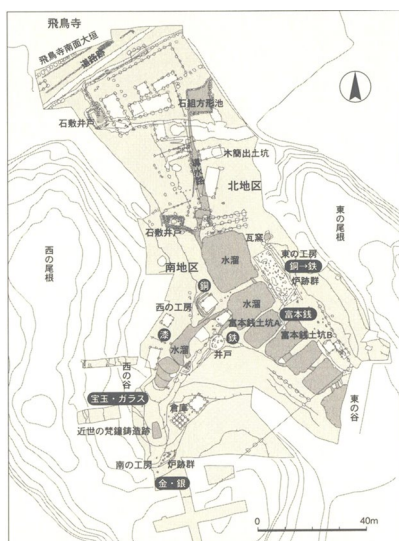 飛鳥寺
飛鳥寺南面大垣
道路跡
石組方形池
石敷井戸
木簡出土坑
北地区
石敷井戸
瓦窯
東の尾根
西の尾根
南地区
水溜
東の工房
銅→鉄
炉跡群
銅
水溜
西の工房
富本銭
富本銭土坑A
富本銭土坑B
漆
鉄
水溜
井戸
西の谷
東の谷
宝玉・ガラス
倉庫
近世の梵鐘鋳造跡
南の工房
炉跡群
金・銀
0
40m